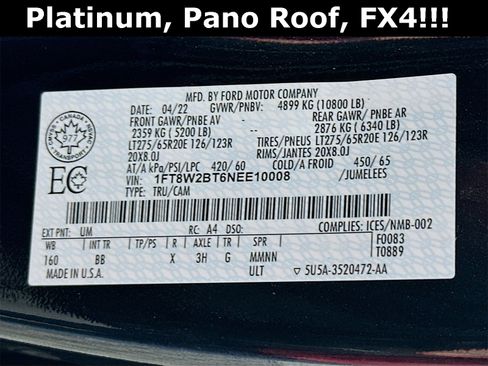 Platinum, Pano Roof, FX4!!!
MFD. BY FORD MOTOR COMPANY
04/22 GVWR/PNBV: 4899 KG (10800 LB)
FRONT GAWR/PNBE AV REAR GAWR/PNBE AR
2359 KG ( 5200 LB) 2876 KG ( 6340 LB)
LT275/65R20E 126/123R TIRES/PNEUS LT275/65R20E 126/123R
20X8.0J RIMS/JANTES 20X8.0J
AT/A kPa/PSI/LPC 420/ 60 COLD/A FROID 450/ 65
VIN: 1FT8W2BT6NEE10008 /JUMELEES
TYPE: TRU/CAM
CANADA
977
TRANSPORT
EC
EXT PNT: UM RC: A4 DSO: COMPLIES: ICES/NMB-002
WB INT TR TP/PS R AXLE TR SPR F0083
160 BB X 3H G MMNN T0889
MADE IN U.S.A. ULT 5U5A-3520472-AA